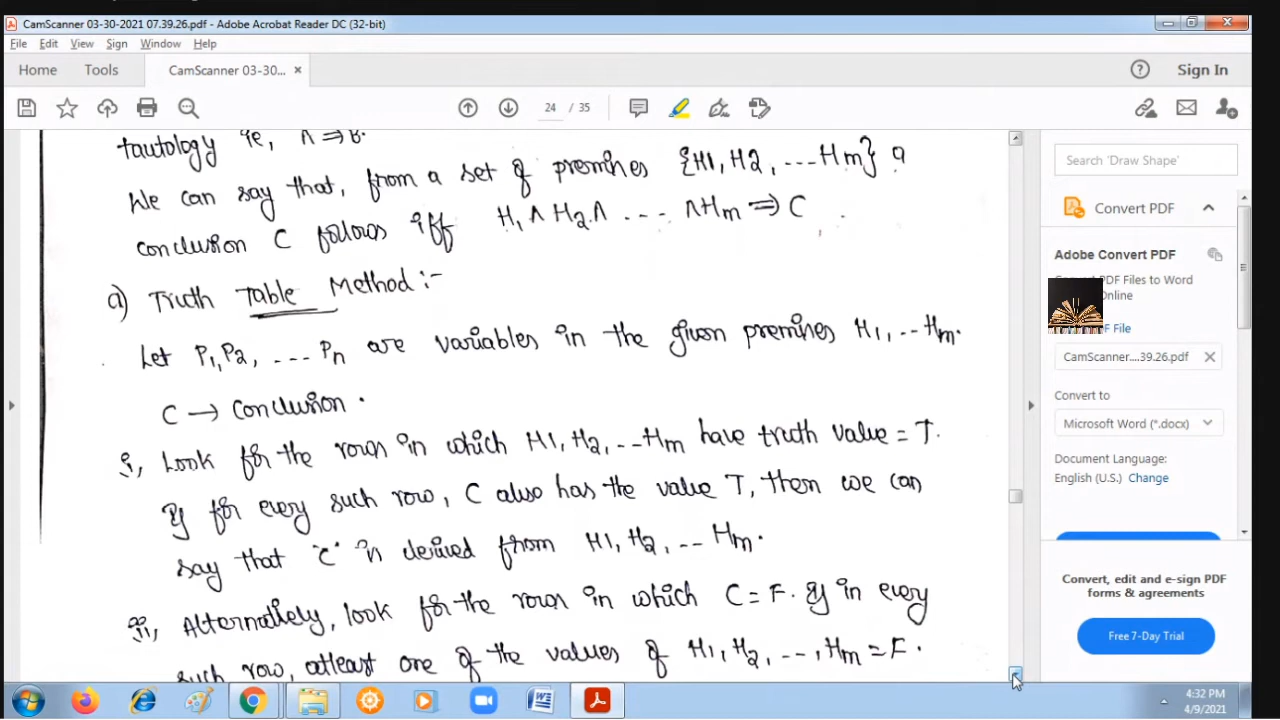 CamScanner 03-30-2021 07.39.26.pdf - Adobe Acrobat Reader DC (32-bit)
File Edit View Sign Window Help
Home Tools CamScanner 03-30... × Sign In
24 / 35
tautology ie, A ⇒ B.
We can say that, from a set of premises {H1, H2, ... Hm} a
conclusion C follows iff H1 ∧ H2 ∧ ... ∧ Hm ⇒ C
a) Truth Table Method :-
Let P1, P2, ... Pn are variables in the given premises H1, .. Hm.
C → Conclusion.
i, Look for the rows in which H1, H2, .. Hm have truth value = T.
If for every such row, C also has the value T, then we can
say that "C" is derived from H1, H2, .. Hm.
ii, Alternatiely, look for the rows in which C = F. If in every
such row, atleast one of the values of H1, H2, ..., Hm = F.
Search 'Draw Shape'
Convert PDF
Adobe Convert PDF
Convert PDF Files to Word
Online
PDF File
CamScanner....39.26.pdf
Convert to
Microsoft Word (*.docx)
Document Language:
English (U.S.) Change
Convert, edit and e-sign PDF
forms & agreements
Free 7-Day Trial
4:32 PM
4/9/2021